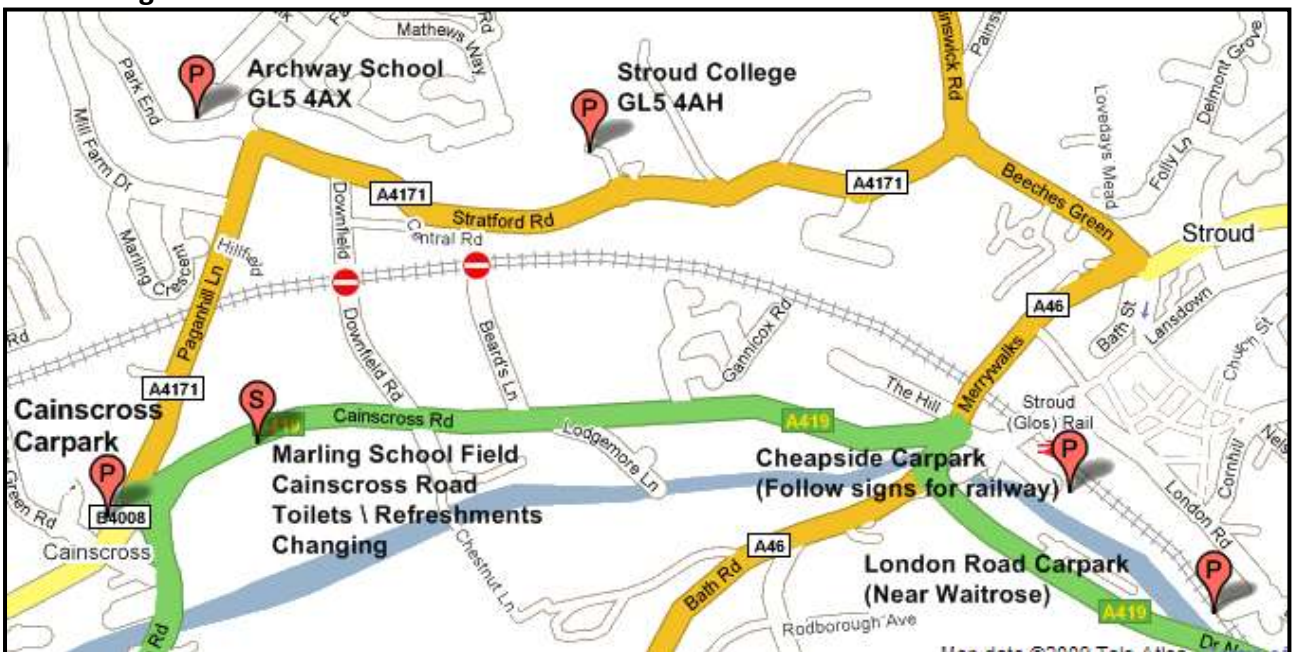 Mathews Way
Rd
Park End
P
Archway School
GL5 4AX
Stroud College
GL5 4AH
P
Painswick Rd
Lovedays Mead
Delmont Grove
Folly Ln
Mill Farm Dr
Marling Crescent
Hillfield
A4171
Downfield
Central Rd
Stratford Rd
A4171
Beeches Green
Stroud
Paganhill Ln
A4171
A46
Bath St
Lansdown
Church St
Rd
Downfield Rd
Beard's Ln
Gannicox Rd
Merrywalks
The Hill
Stroud
(Glos) Rail
Cainscross
Carpark
P
S
Cainscross Rd
A419
Lodgemore Ln
Marling School Field
Cainscross Road
Toilets \ Refreshments
Changing
Cheapside Carpark
(Follow signs for railway)
P
London Rd
Cornhill
Green Rd
B4008
Cainscross
A46
Bath Rd
Chestnut Ln
London Road Carpark
(Near Waitrose)
P
Rodborough Ave
A419
Rd